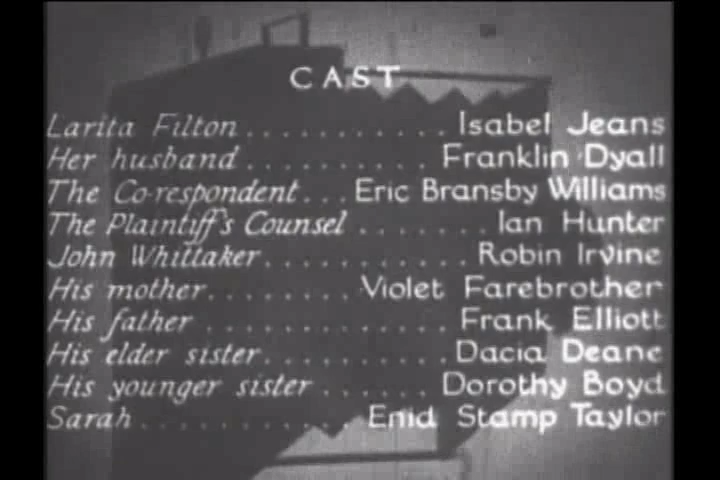 CAST
Larita Filton........... Isabel Jeans
Her husband.......... Franklin Dyall
The Co-respondent... Eric Bransby Williams
The Plaintiff's Counsel ....... Ian Hunter
John Whittaker........... Robin Irvine
His mother........ Violet Farebrother
His father ............ Frank Elliott
His elder sister.......... Dacia Deane
His younger sister ...... Dorothy Boyd
Sarah............ Enid Stamp Taylor